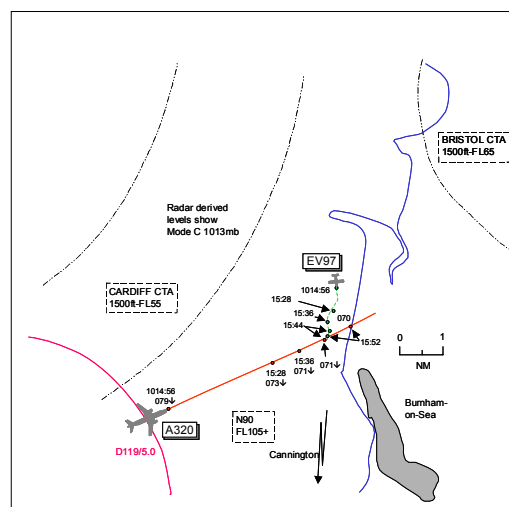 BRISTOL CTA
1500ft-FL65
Radar derived
levels show
Mode C 1013mb
EV97
1014:56
CARDIFF CTA
1500ft-FL55
15:28
15:36
070
15:44
15:52
0
1
NM
15:36
071↓
071↓
15:28
073↓
1014:56
079↓
Burnham-
on-Sea
N90
FL105+
A320
D119/5.0
Cannington